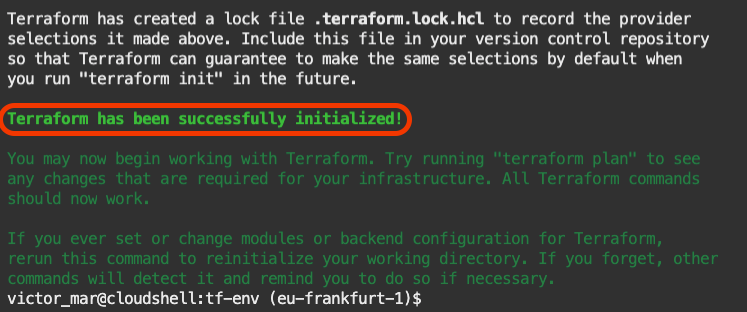 Terraform has created a lock file .terraform.lock.hcl to record the provider
selections it made above. Include this file in your version control repository
so that Terraform can guarantee to make the same selections by default when
you run "terraform init" in the future.
Terraform has been successfully initialized!
You may now begin working with Terraform. Try running "terraform plan" to see
any changes that are required for your infrastructure. All Terraform commands
should now work.
If you ever set or change modules or backend configuration for Terraform,
rerun this command to reinitialize your working directory. If you forget, other
commands will detect it and remind you to do so if necessary.
victor_mar@cloudshell:tf-env (eu-frankfurt-1)$